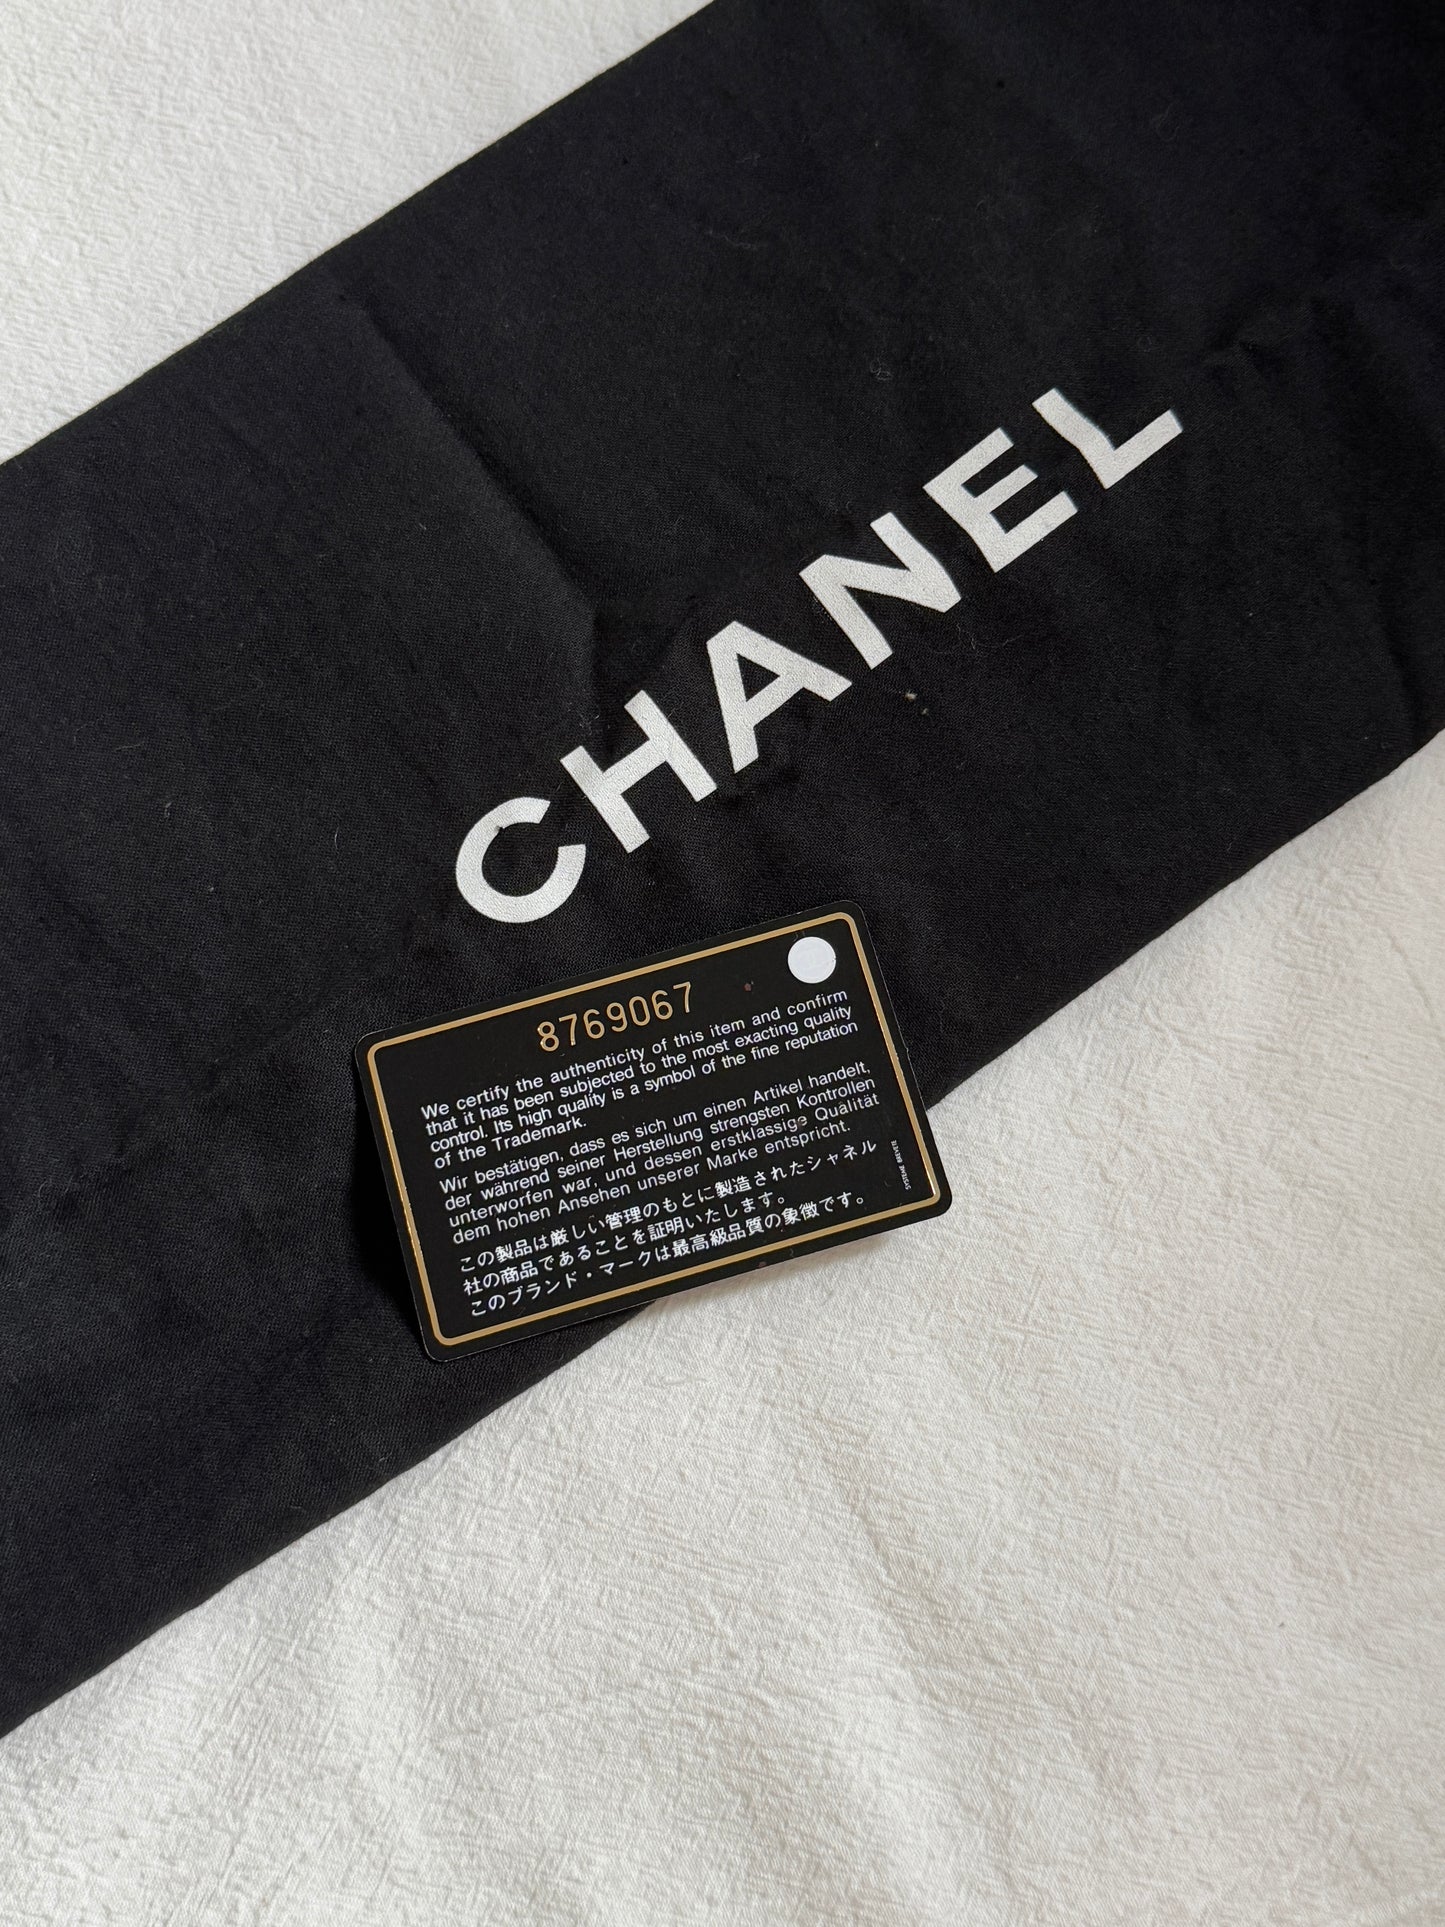 CHANEL
8769067
We certify the authenticity of this item and confirm
that it has been subjected to the most exacting quality
control. Its high quality is a symbol of the fine reputation
of the Trademark.
Wir bestätigen, dass es sich um einen Artikel handelt,
der während seiner Herstellung strengsten Kontrollen
unterworfen war, und dessen erstklassige Qualität
dem hohen Ansehen unserer Marke entspricht.
この製品は厳しい管理のもとに製造されたシャネル
社の商品であることを証明いたします。
このブランド・マークは最高級品質の象徴です。
SYSTEME BREVETE